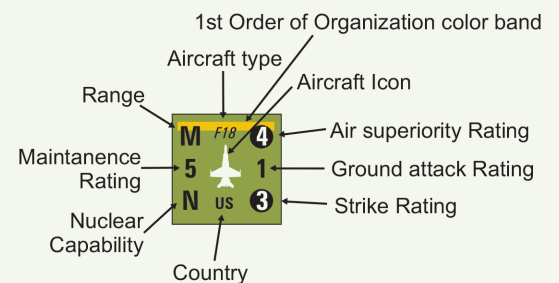 1st Order of Organization color band
Aircraft type
Aircraft Icon
Range
M F18 4
Air superiority Rating
Maintanence
Rating
5 1
Ground attack Rating
N US 3
Strike Rating
Nuclear
Capability
Country